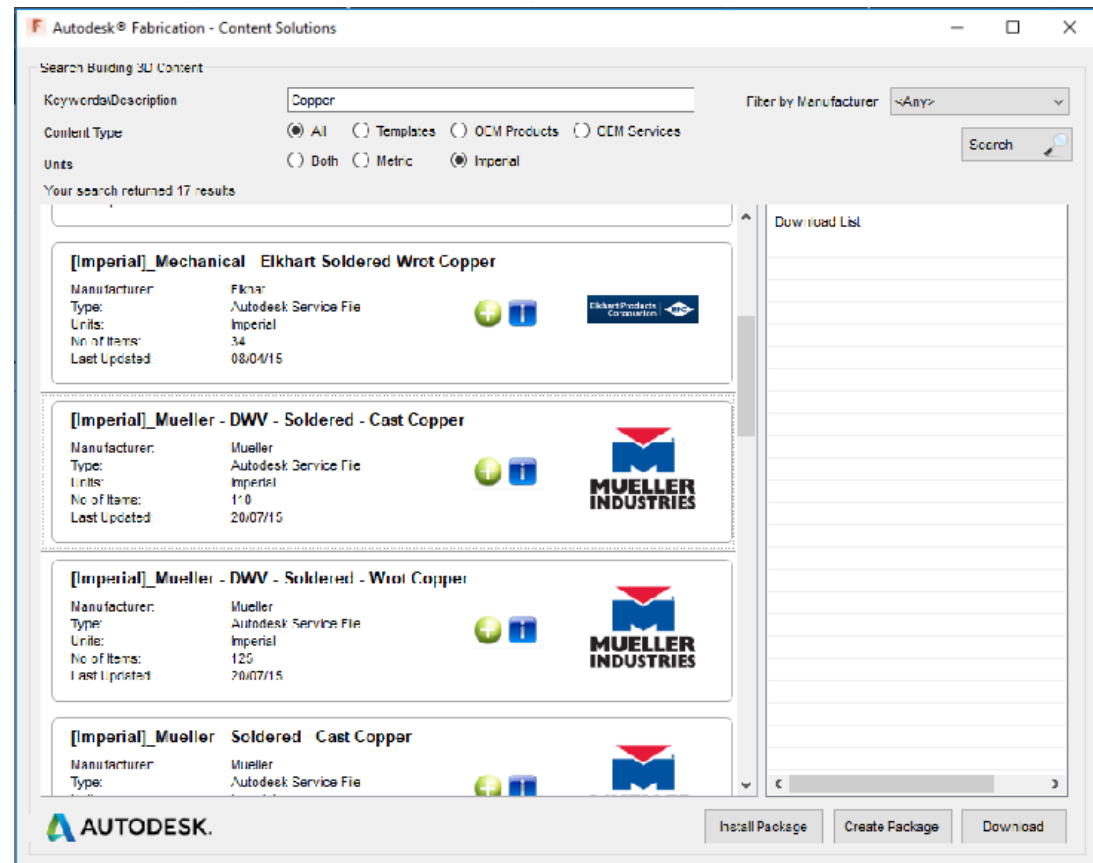 Autodesk® Fabrication - Content Solutions
Search Building 3D Content
Keywords\Description Copper Filter by Manufacturer <Any>
Content Type All Templates OEM Products OEM Services
Search
Units Both Metric Imperial
Your search returned 17 results
Download List
[Imperial]_Mechanical Elkhart Soldered Wrot Copper
Manufacturer: Elkhart
Type: Autodesk Service File
Units: Imperial
No of Items: 34
Last Updated 08/04/15
Elkhart Products Corporation
[Imperial]_Mueller - DWV - Soldered - Cast Copper
Manufacturer: Mueller
Type: Autodesk Service File
Units: Imperial
No of Items: 110
Last Updated 20/07/15
MUELLER
INDUSTRIES
[Imperial]_Mueller - DWV - Soldered - Wrot Copper
Manufacturer: Mueller
Type: Autodesk Service File
Units: Imperial
No of Items: 125
Last Updated 20/07/15
MUELLER
INDUSTRIES
[Imperial]_Mueller Soldered Cast Copper
Manufacturer Mueller
Type: Autodesk Service File
AUTODESK.
Install Package Create Package Download